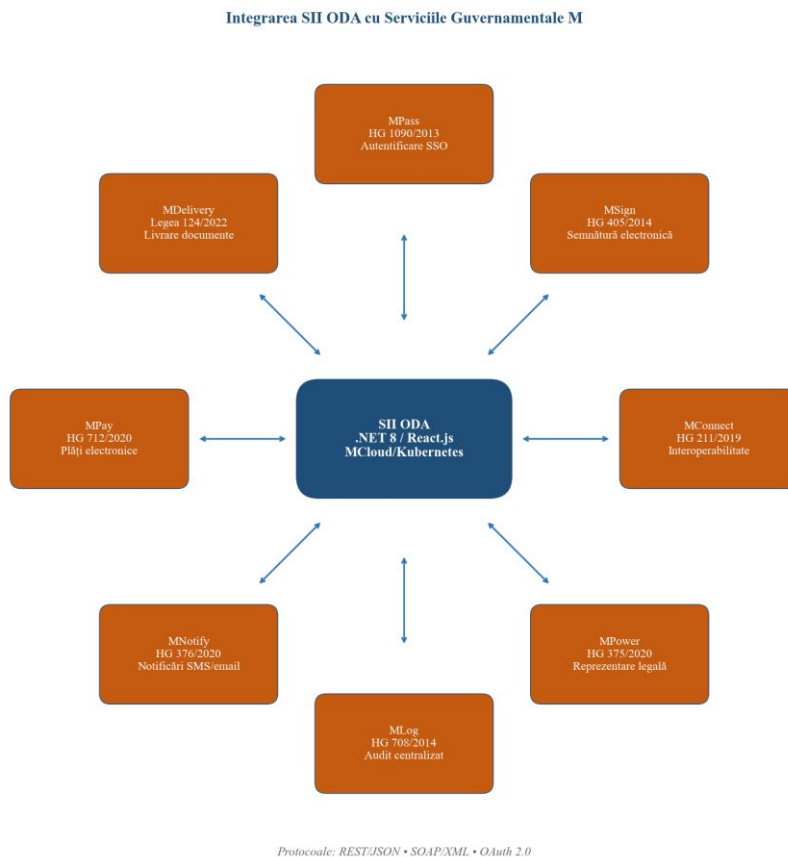 Integrarea SII ODA cu Serviciile Guvernamentale M
MPass
HG 1090/2013
Autentificare SSO
MDelivery
Legea 124/2022
Livrare documente
MSign
HG 405/2014
Semnătură electronică
MPay
HG 712/2020
Plăți electronice
SII ODA
.NET 8 / React.js
MCloud/Kubernetes
MConnect
HG 211/2019
Interoperabilitate
MNotify
HG 376/2020
Notificări SMS/email
MPower
HG 375/2020
Reprezentare legală
MLog
HG 708/2014
Audit centralizat
Protocoale: REST/JSON • SOAP/XML • OAuth 2.0